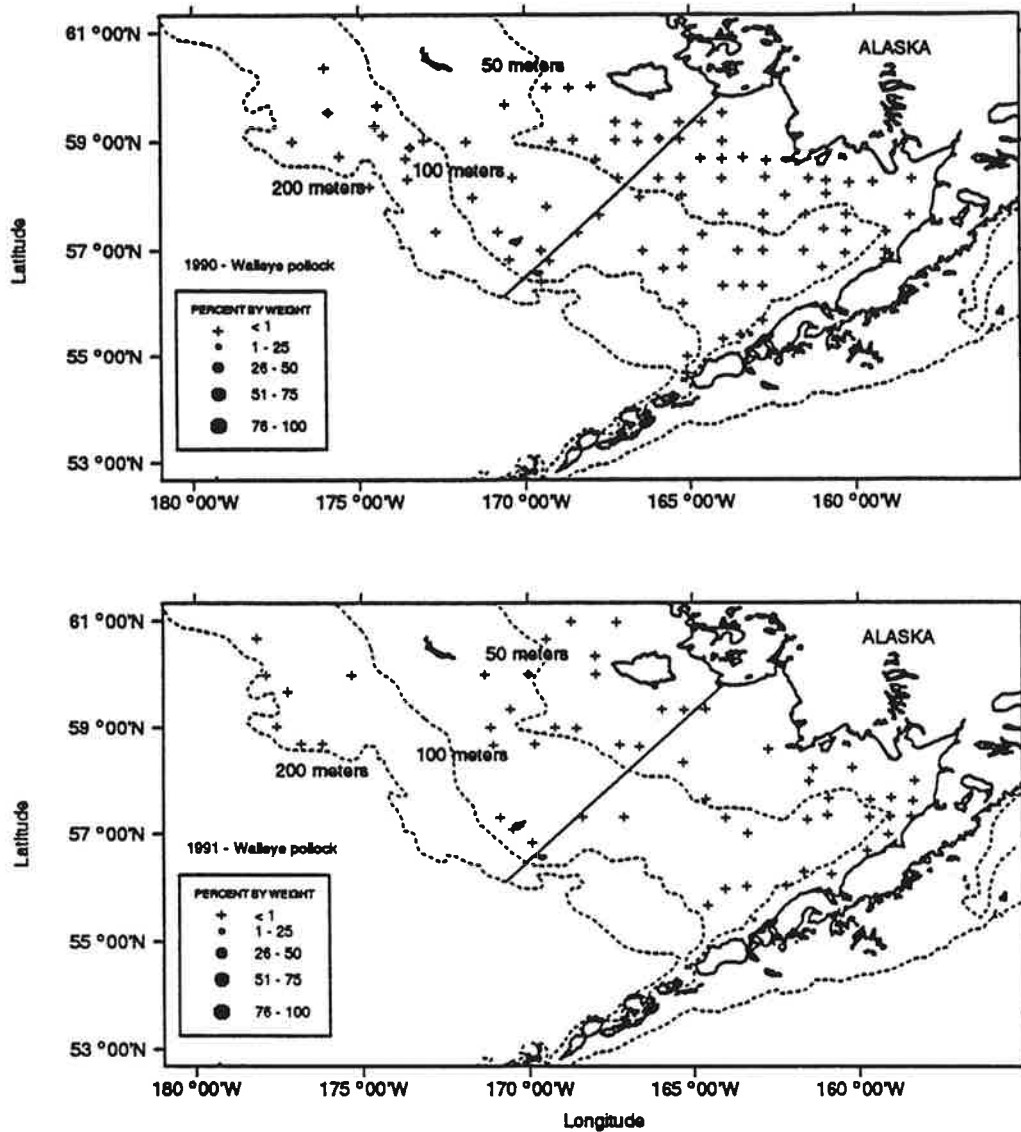 61 °00'N
59 °00'N
57 °00'N
55 °00'N
53 °00'N
Latitude
50 meters
ALASKA
100 meters
200 meters
1990 - Walleye pollock
PERCENT BY WEIGHT
+ < 1
1 - 25
26 - 50
51 - 75
76 - 100
180 °00'W
175 °00'W
170 °00'W
165 °00'W
160 °00'W
61 °00'N
59 °00'N
57 °00'N
55 °00'N
53 °00'N
Latitude
50 meters
ALASKA
100 meters
200 meters
1991 - Walleye pollock
PERCENT BY WEIGHT
+ < 1
1 - 25
26 - 50
51 - 75
76 - 100
180 °00'W
175 °00'W
170 °00'W
165 °00'W
160 °00'W
Longitude